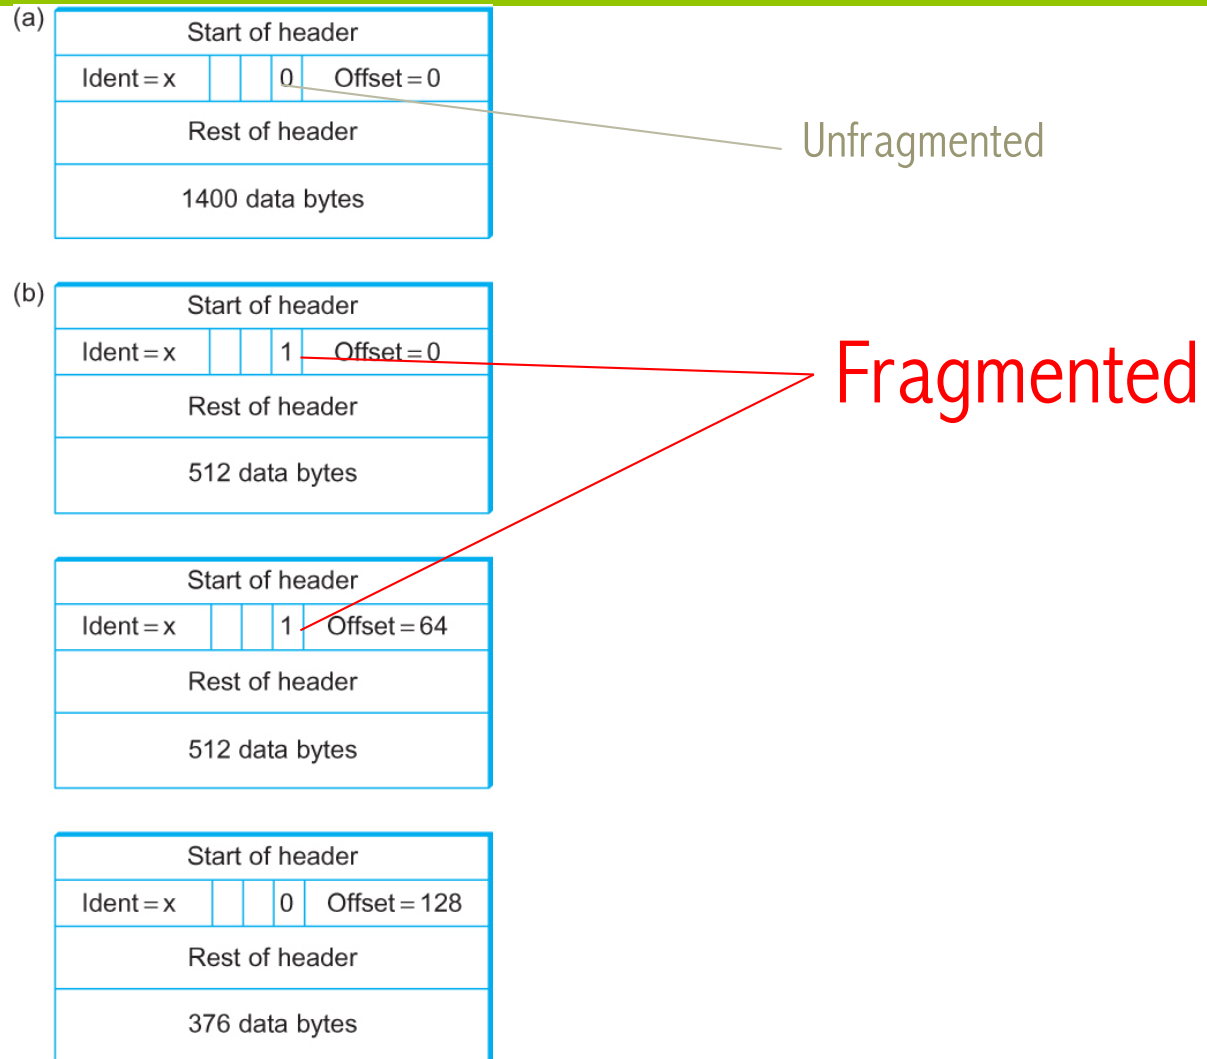 (a)
Start of header
Ident = x 0 Offset = 0
Rest of header
1400 data bytes
Unfragmented
(b)
Start of header
Ident = x 1 Offset = 0
Rest of header
512 data bytes
Fragmented
Start of header
Ident = x 1 Offset = 64
Rest of header
512 data bytes
Start of header
Ident = x 0 Offset = 128
Rest of header
376 data bytes